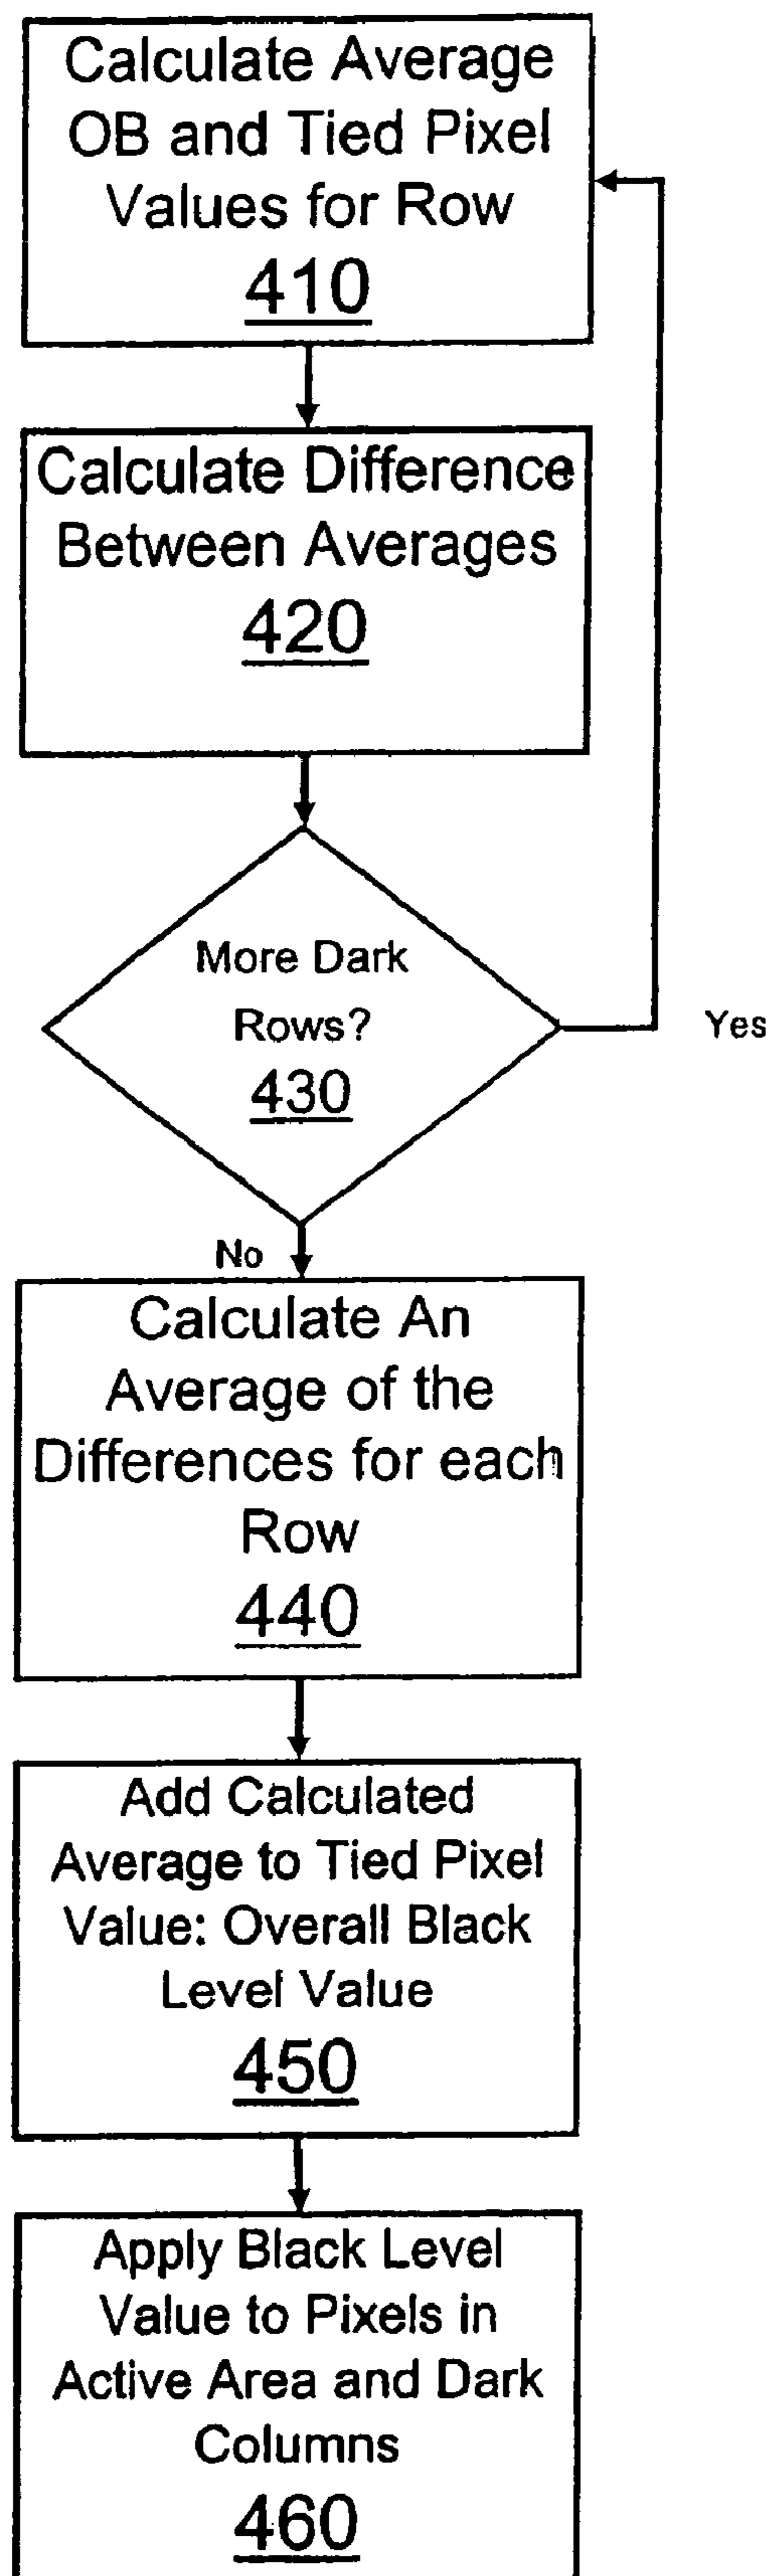 Calculate Average
OB and Tied Pixel
Values for Row
410
Calculate Difference
Between Averages
420
More Dark
Rows?
430
Yes
No
Calculate An
Average of the
Differences for each
Row
440
Add Calculated
Average to Tied Pixel
Value: Overall Black
Level Value
450
Apply Black Level
Value to Pixels in
Active Area and Dark
Columns
460